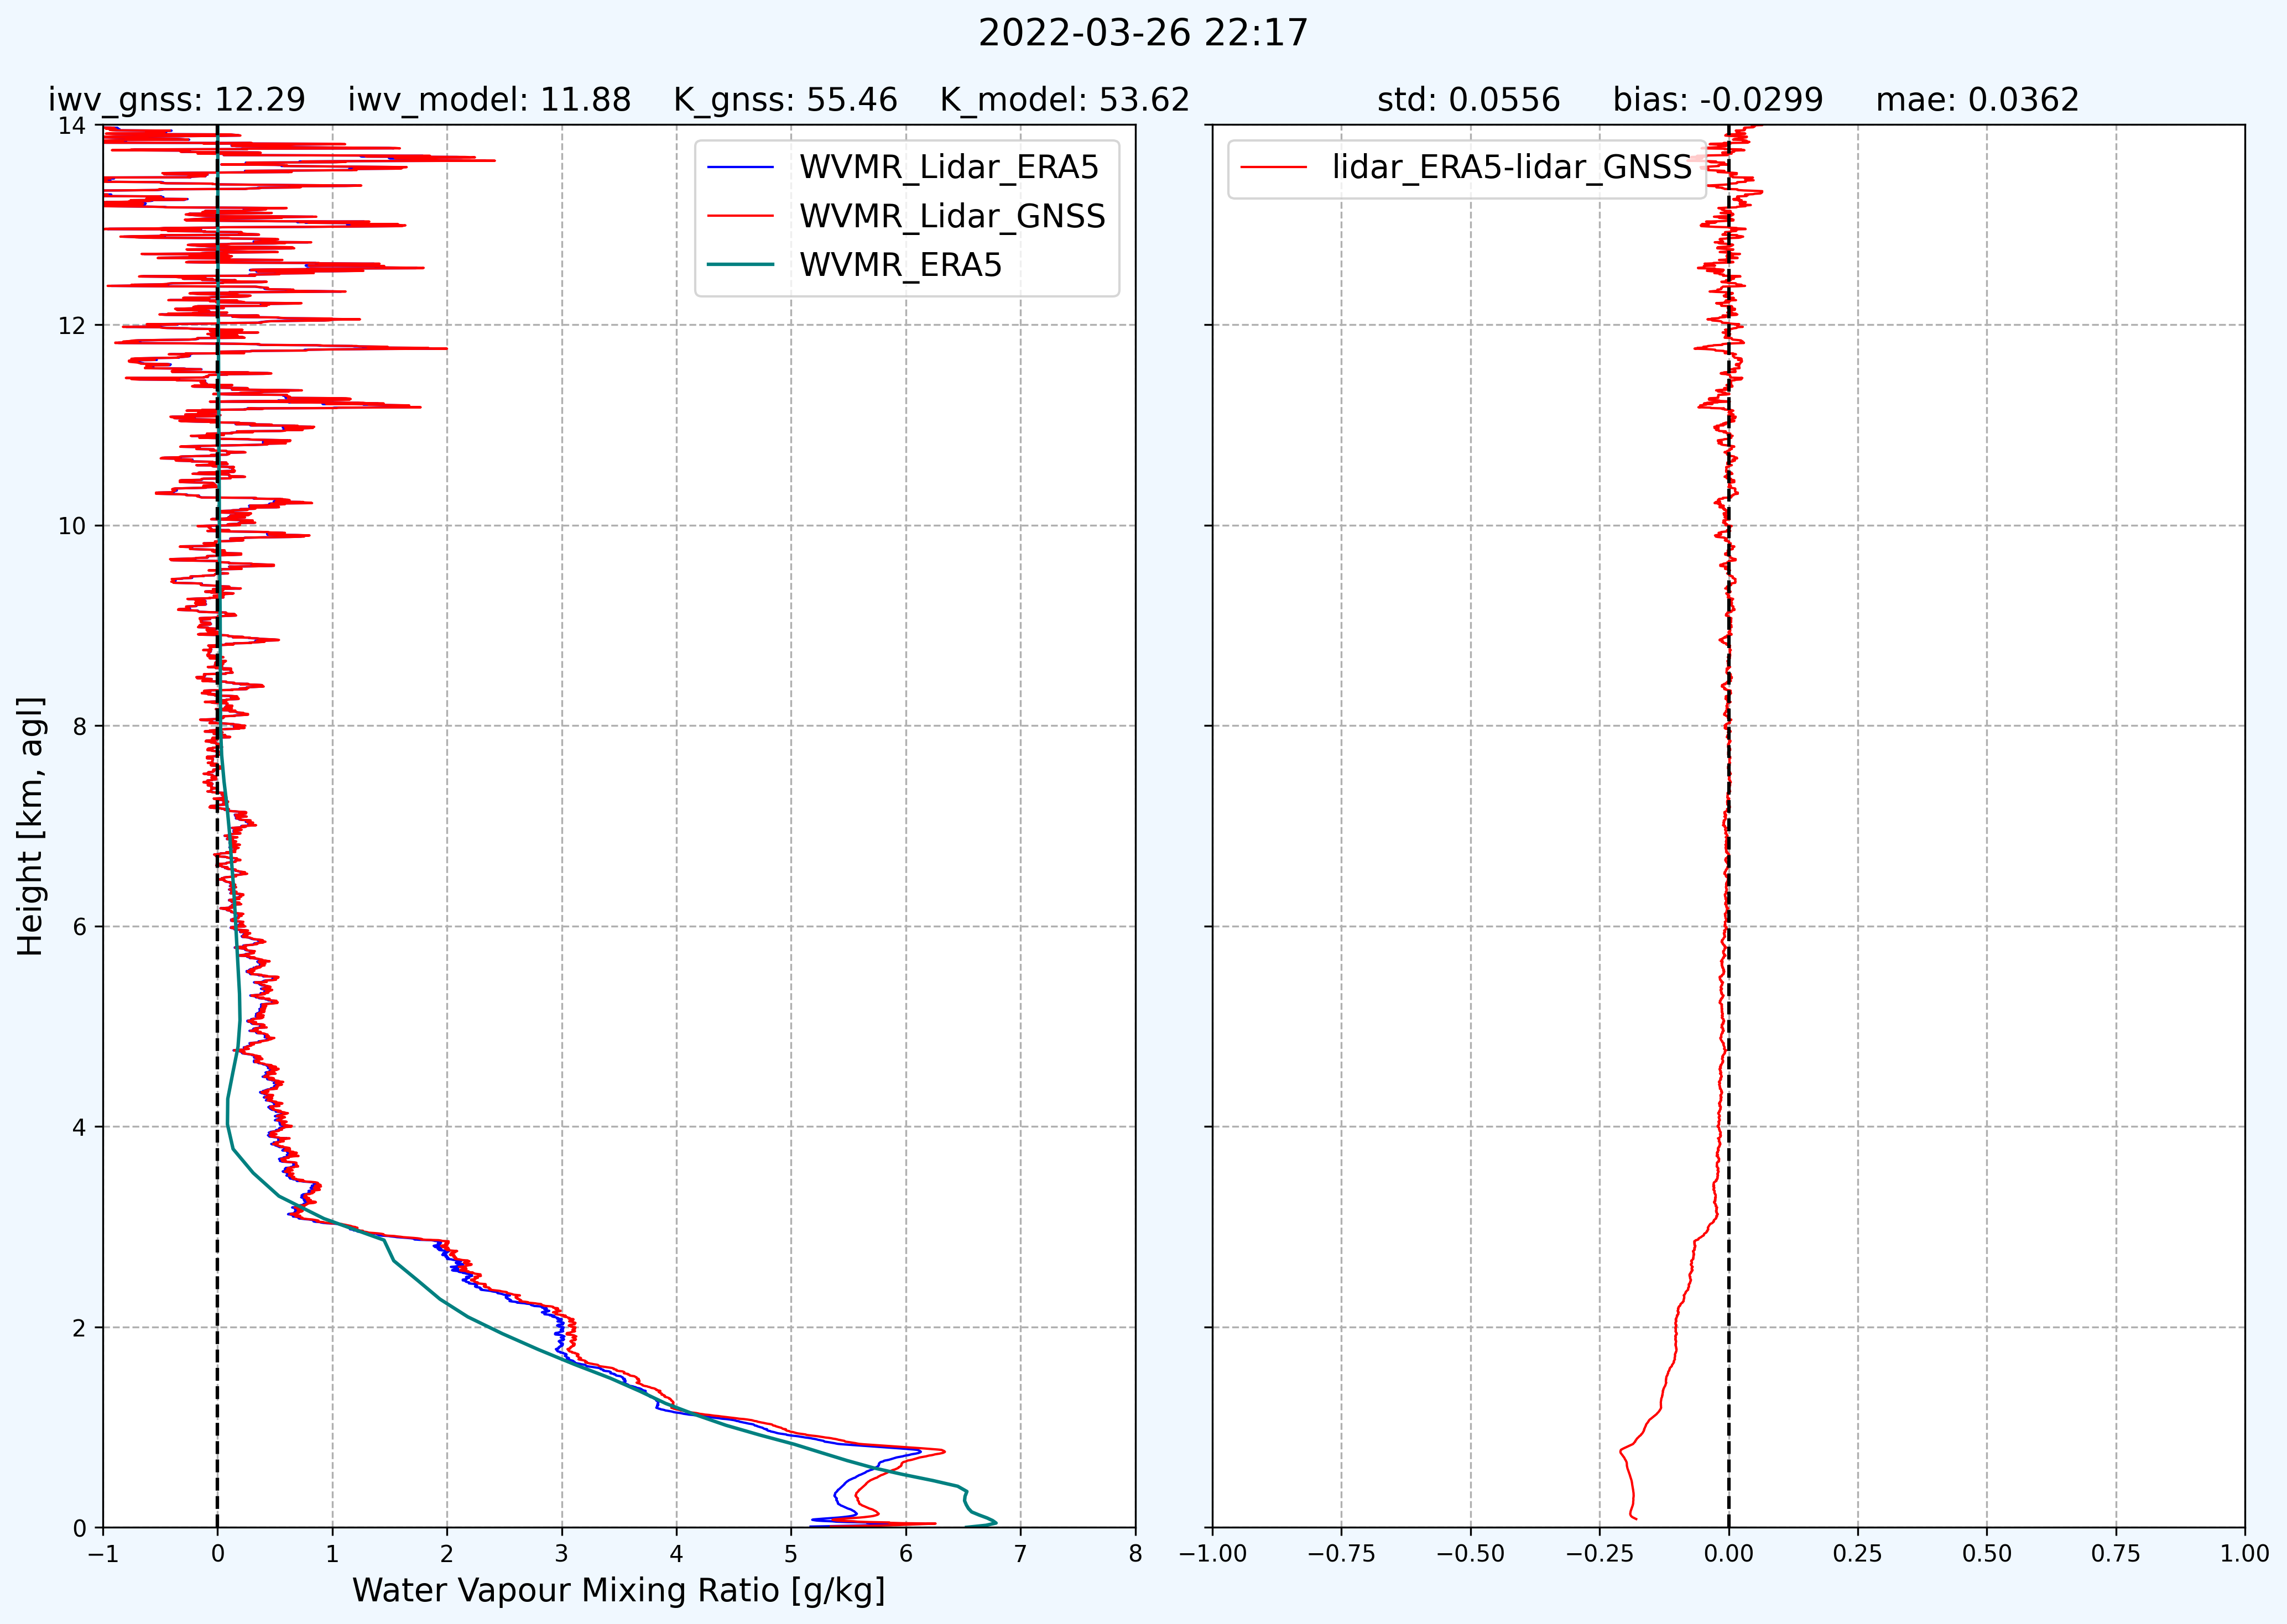 2022-03-26 22:17
iwv_gnss: 12.29 iwv_model: 11.88 K_gnss: 55.46 K_model: 53.62
std: 0.0556 bias: -0.0299 mae: 0.0362
WVMR_Lidar_ERA5
WVMR_Lidar_GNSS
WVMR_ERA5
lidar_ERA5-lidar_GNSS
14
12
10
8
6
4
2
0
Height [km, agl]
−1 0 1 2 3 4 5 6 7 8
Water Vapour Mixing Ratio [g/kg]
−1.00 −0.75 −0.50 −0.25 0.00 0.25 0.50 0.75 1.00